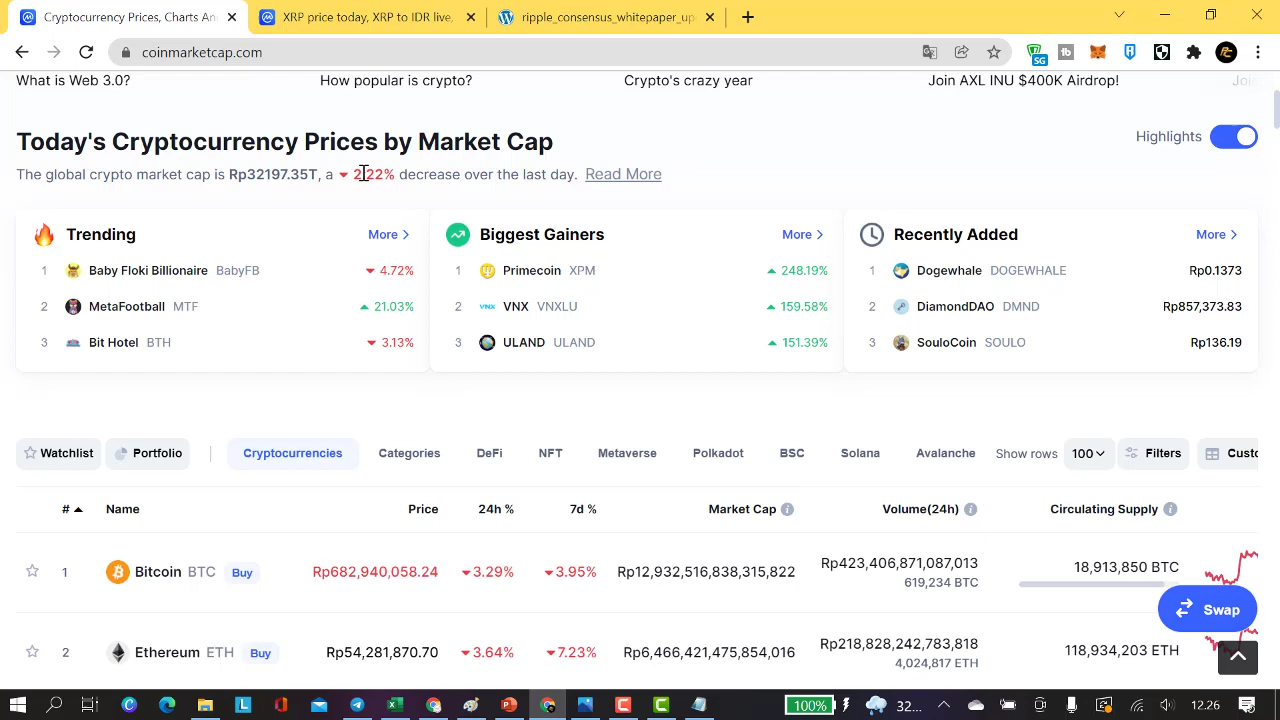 Cryptocurrency Prices, Charts An
XRP price today, XRP to IDR live,
ripple_consensus_whitepaper_up
coinmarketcap.com
SG
What is Web 3.0?
How popular is crypto?
Crypto's crazy year
Join AXL INU $400K Airdrop!
Joi
Today's Cryptocurrency Prices by Market Cap
Highlights
The global crypto market cap is Rp32197.35T, a 2.22% decrease over the last day. Read More
Trending More
1 Baby Floki Billionaire BabyFB 4.72%
2 MetaFootball MTF 21.03%
3 Bit Hotel BTH 3.13%
Biggest Gainers More
1 Primecoin XPM 248.19%
2 VNX VNXLU 159.58%
3 ULAND ULAND 151.39%
Recently Added More
1 Dogewhale DOGEWHALE Rp0.1373
2 DiamondDAO DMND Rp857,373.83
3 SouloCoin SOULO Rp136.19
Watchlist Portfolio Cryptocurrencies Categories DeFi NFT Metaverse Polkadot BSC Solana Avalanche Show rows 100 Filters Custo
# Name Price 24h % 7d % Market Cap Volume(24h) Circulating Supply
1 Bitcoin BTC Buy Rp682,940,058.24 3.29% 3.95% Rp12,932,516,838,315,822 Rp423,406,871,087,013 18,913,850 BTC
619,234 BTC
Swap
2 Ethereum ETH Buy Rp54,281,870.70 3.64% 7.23% Rp6,466,421,475,854,016 Rp218,828,242,783,818 118,934,203 ETH
4,024,817 ETH
100% 32... 12.26